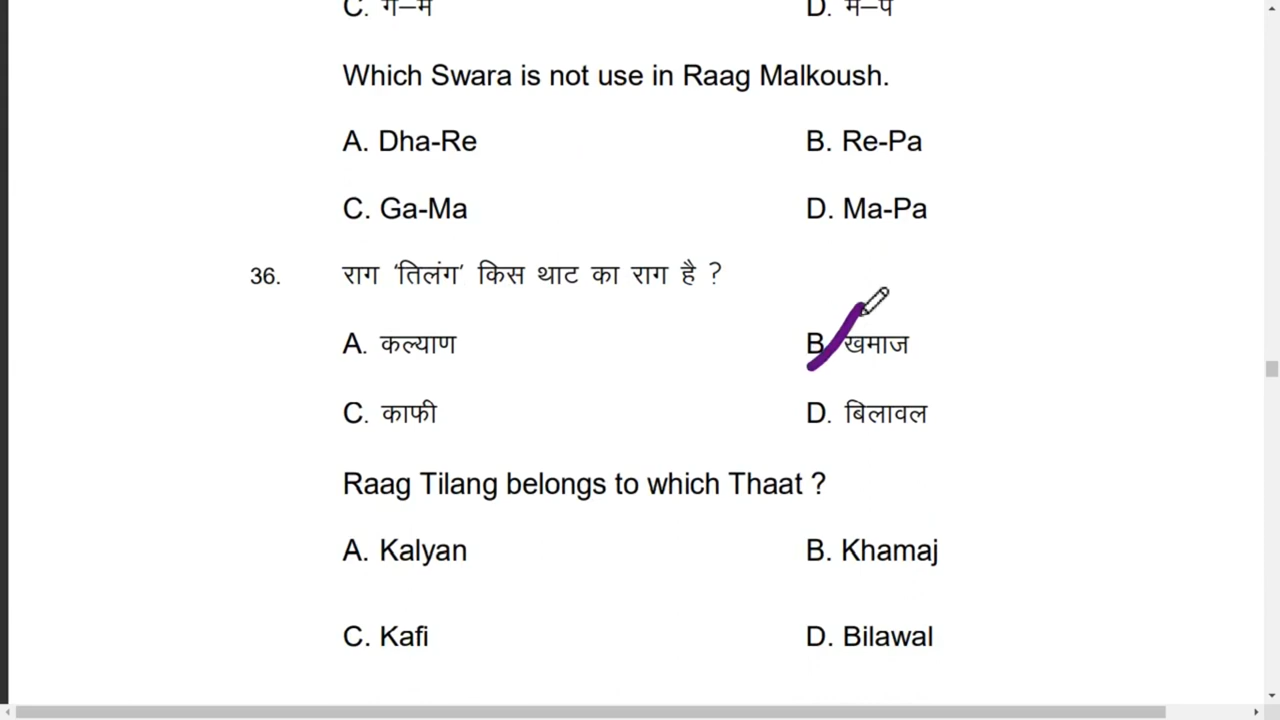 C. ग–म D. म–प
Which Swara is not use in Raag Malkoush.
A. Dha-Re B. Re-Pa
C. Ga-Ma D. Ma-Pa
36. राग ‘तिलंग’ किस थाट का राग है ?
A. कल्याण B. खमाज
C. काफी D. बिलावल
Raag Tilang belongs to which Thaat ?
A. Kalyan B. Khamaj
C. Kafi D. Bilawal